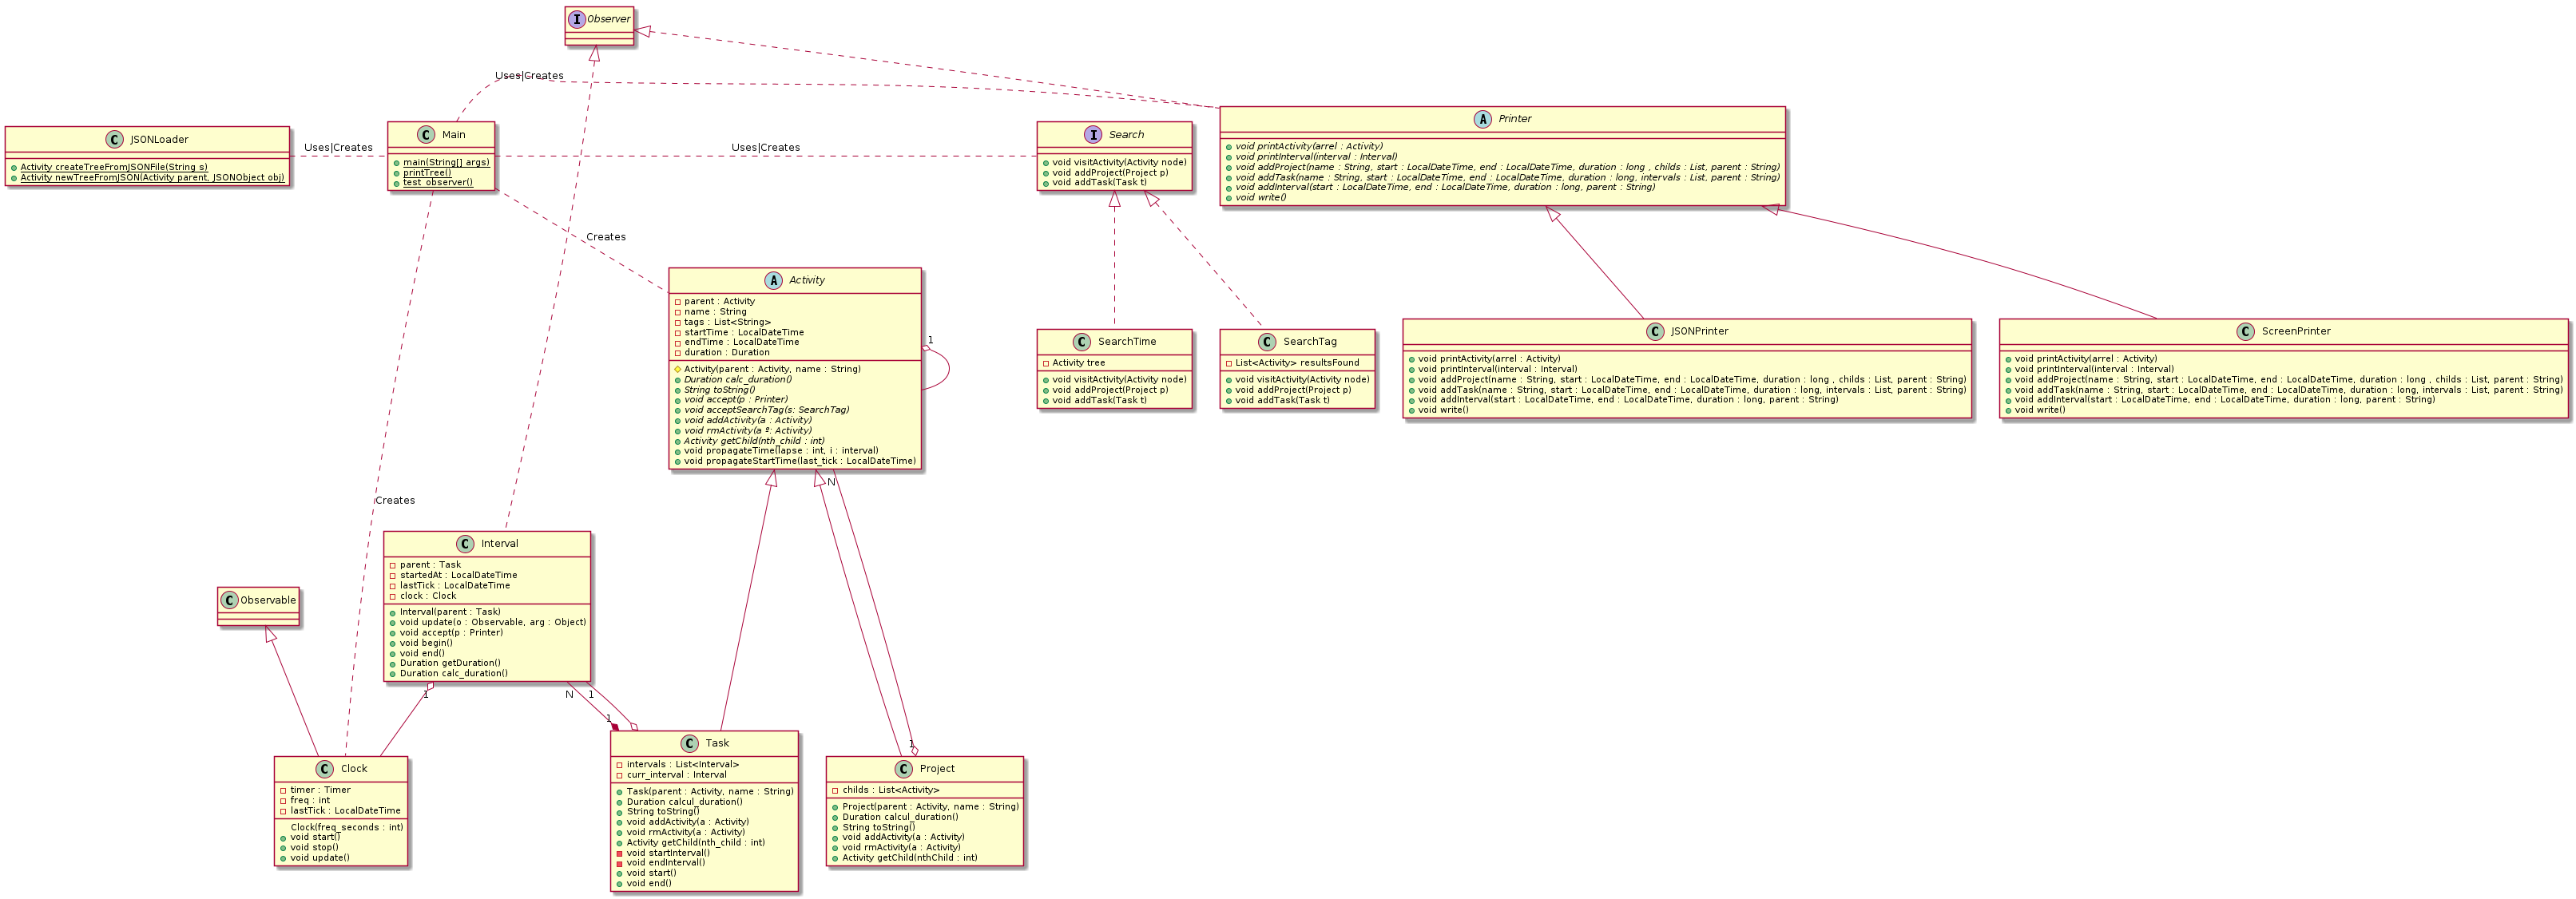 I Observer
Uses|Creates
C JSONLoader
Activity createTreeFromJSONFile(String s)
Activity newTreeFromJSON(Activity parent, JSONObject obj)
Uses|Creates
C Main
main(String[] args)
printTree()
test_observer()
Uses|Creates
I Search
void visitActivity(Activity node)
void addProject(Project p)
void addTask(Task t)
A Printer
void printActivity(arrel : Activity)
void printInterval(interval : Interval)
void addProject(name : String, start : LocalDateTime, end : LocalDateTime, duration : long , childs : List, parent : String)
void addTask(name : String, start : LocalDateTime, end : LocalDateTime, duration : long, intervals : List, parent : String)
void addInterval(start : LocalDateTime, end : LocalDateTime, duration : long, parent : String)
void write()
Creates
A Activity
parent : Activity
name : String
tags : List<String>
startTime : LocalDateTime
endTime : LocalDateTime
duration : Duration
Activity(parent : Activity, name : String)
Duration calc_duration()
String toString()
void accept(p : Printer)
void acceptSearchTag(s: SearchTag)
void addActivity(a : Activity)
void rmActivity(a º: Activity)
Activity getChild(nth_child : int)
void propagateTime(lapse : int, i : interval)
void propagateStartTime(last_tick : LocalDateTime)
1
C SearchTime
Activity tree
void visitActivity(Activity node)
void addProject(Project p)
void addTask(Task t)
C SearchTag
List<Activity> resultsFound
void visitActivity(Activity node)
void addProject(Project p)
void addTask(Task t)
C JSONPrinter
void printActivity(arrel : Activity)
void printInterval(interval : Interval)
void addProject(name : String, start : LocalDateTime, end : LocalDateTime, duration : long , childs : List, parent : String)
void addTask(name : String, start : LocalDateTime, end : LocalDateTime, duration : long, intervals : List, parent : String)
void addInterval(start : LocalDateTime, end : LocalDateTime, duration : long, parent : String)
void write()
C ScreenPrinter
void printActivity(arrel : Activity)
void printInterval(interval : Interval)
void addProject(name : String, start : LocalDateTime, end : LocalDateTime, duration : long , childs : List, parent : String)
void addTask(name : String, start : LocalDateTime, end : LocalDateTime, duration : long, intervals : List, parent : String)
void addInterval(start : LocalDateTime, end : LocalDateTime, duration : long, parent : String)
void write()
N
Creates
C Interval
parent : Task
startedAt : LocalDateTime
lastTick : LocalDateTime
clock : Clock
Interval(parent : Task)
void update(o : Observable, arg : Object)
void accept(p : Printer)
void begin()
void end()
Duration getDuration()
Duration calc_duration()
C Observable
1
N
1
1
1
C Clock
timer : Timer
freq : int
lastTick : LocalDateTime
Clock(freq_seconds : int)
void start()
void stop()
void update()
C Task
intervals : List<Interval>
curr_interval : Interval
Task(parent : Activity, name : String)
Duration calcul_duration()
String toString()
void addActivity(a : Activity)
void rmActivity(a : Activity)
Activity getChild(nth_child : int)
void startInterval()
void endInterval()
void start()
void end()
C Project
childs : List<Activity>
Project(parent : Activity, name : String)
Duration calcul_duration()
String toString()
void addActivity(a : Activity)
void rmActivity(a : Activity)
Activity getChild(nthChild : int)